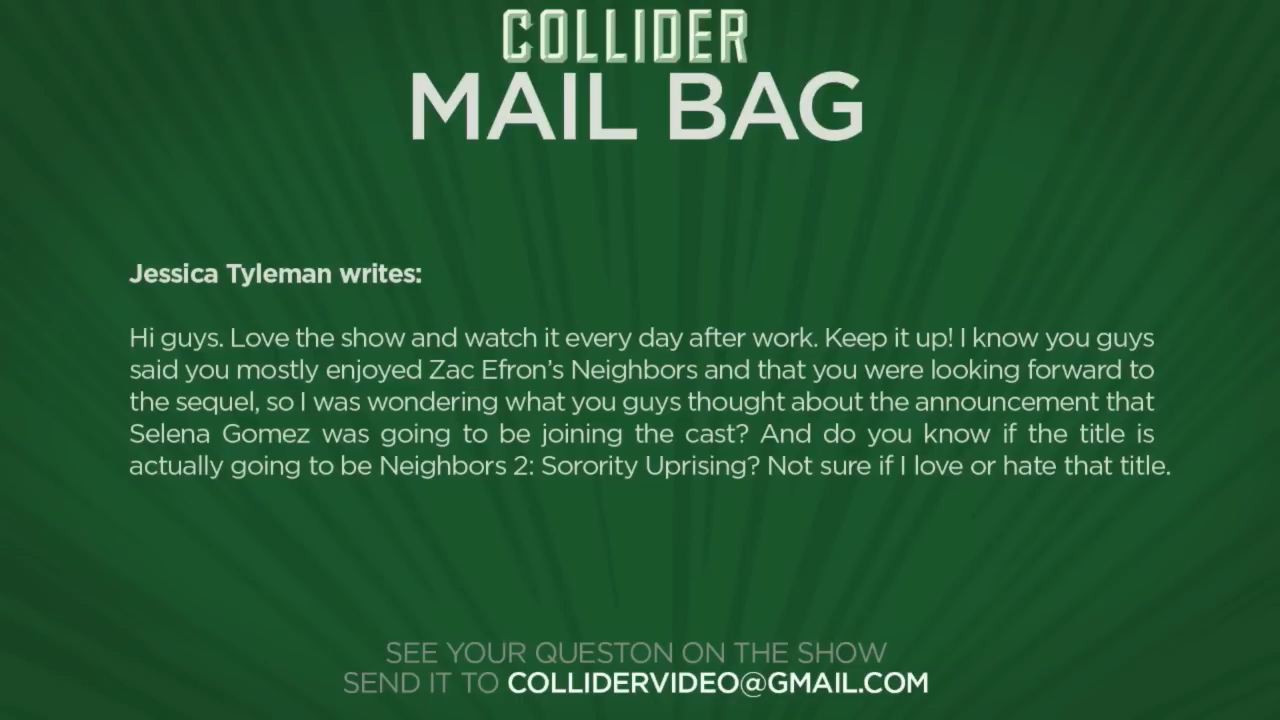 COLLIDER
MAIL BAG
Jessica Tyleman writes:
Hi guys. Love the show and watch it every day after work. Keep it up! I know you guys
said you mostly enjoyed Zac Efron’s Neighbors and that you were looking forward to
the sequel, so I was wondering what you guys thought about the announcement that
Selena Gomez was going to be joining the cast? And do you know if the title is
actually going to be Neighbors 2: Sorority Uprising? Not sure if I love or hate that title.
SEE YOUR QUESTON ON THE SHOW
SEND IT TO COLLIDERVIDEO@GMAIL.COM